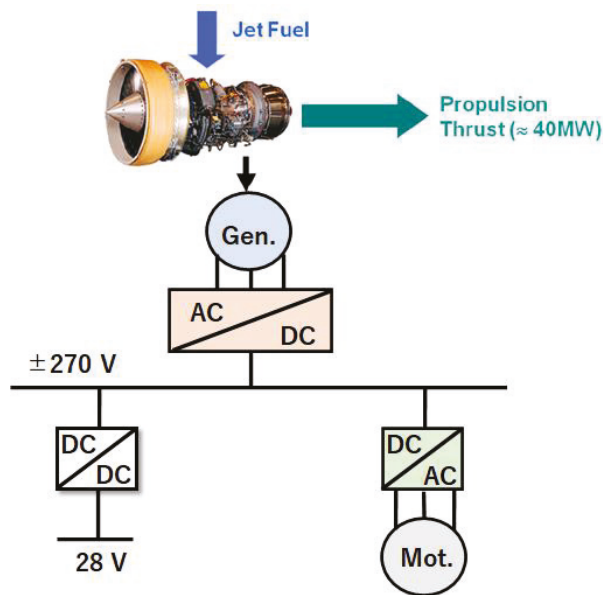 Jet Fuel
Propulsion
Thrust (≈ 40MW)
Gen.
AC
DC
±270 V
DC
DC
DC
AC
28 V
Mot.